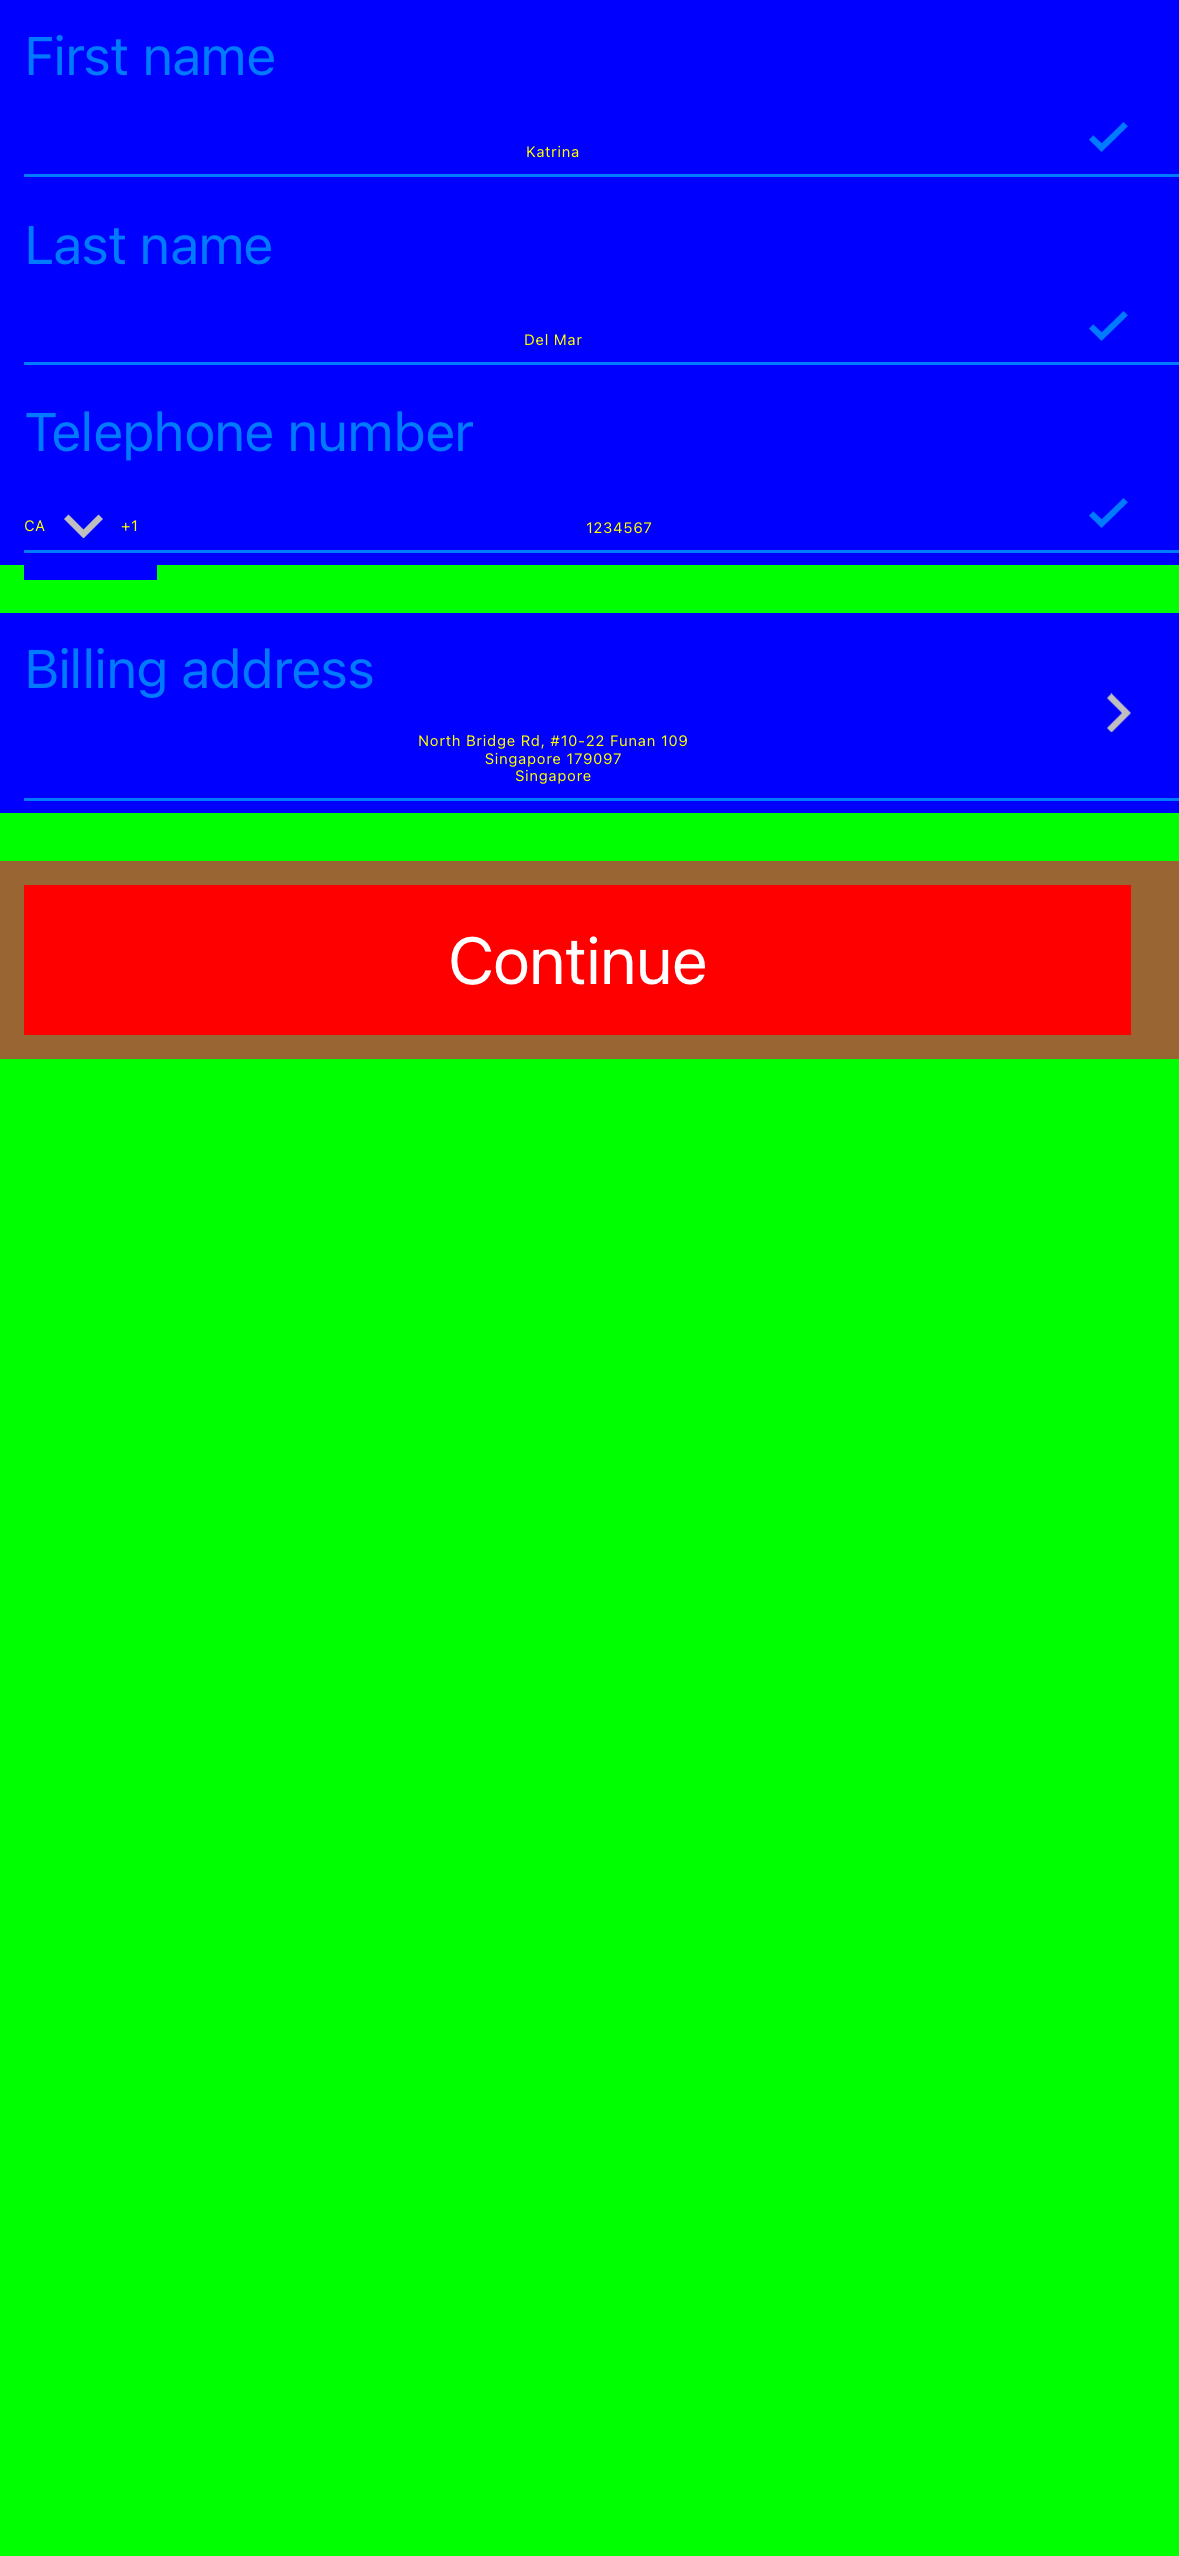 First name
Katrina
Last name
Del Mar
Telephone number
CA +1 1234567
Billing address
North Bridge Rd, #10-22 Funan 109
Singapore 179097
Singapore
Continue